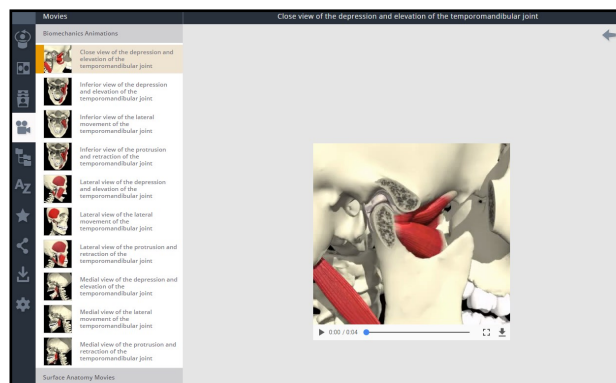 Movies
Close view of the depression and elevation of the temporomandibular joint
Biomechanics Animations
Close view of the depression and
elevation of the
temporomandibular joint
Inferior view of the depression
and elevation of the
temporomandibular joint
Inferior view of the lateral
movement of the
temporomandibular joint
Inferior view of the protrusion
and retraction of the
temporomandibular joint
Lateral view of the depression
and elevation of the
temporomandibular joint
Lateral view of the lateral
movement of the
temporomandibular joint
Lateral view of the protrusion and
retraction of the
temporomandibular joint
Medial view of the depression and
elevation of the
temporomandibular joint
Medial view of the lateral
movement of the
temporomandibular joint
Medial view of the protrusion and
retraction of the
temporomandibular joint
Surface Anatomy Movies
AZ
0:00 / 0:04